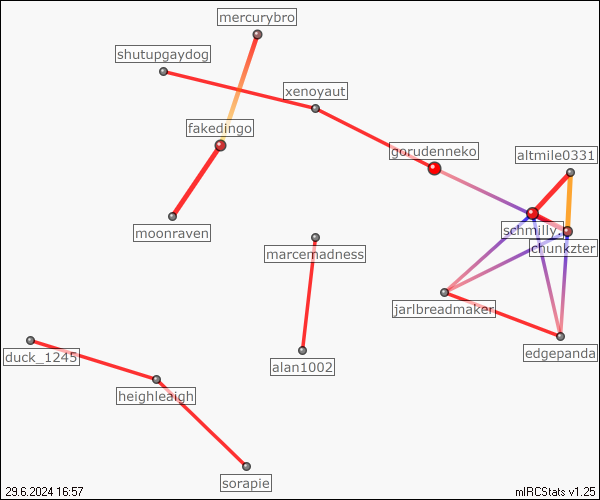 mercurybro
shutupgaydog
xenoyaut
fakedingo
gorudenneko
altmile0331
moonraven
schmilly.
chunkzter
marcemadness
jarlbreadmaker
duck_1245
edgepanda
alan1002
heighleaigh
sorapie
29.6.2024 16:57
mIRCStats v1.25